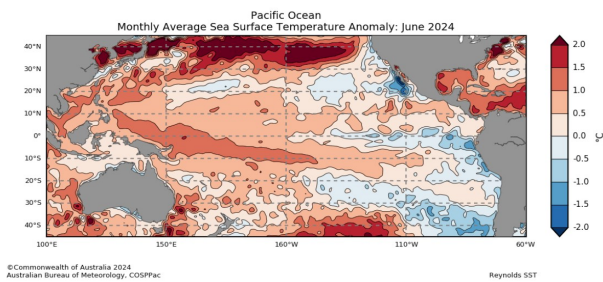 Pacific Ocean
Monthly Average Sea Surface Temperature Anomaly: June 2024
40°N
30°N
20°N
10°N
0°
10°S
20°S
30°S
40°S
100°E
150°E
160°W
110°W
60°W
2.0
1.5
1.0
0.5
0.0
-0.5
-1.0
-1.5
-2.0
°C
©Commonwealth of Australia 2024
Australian Bureau of Meteorology, COSPPac
Reynolds SST